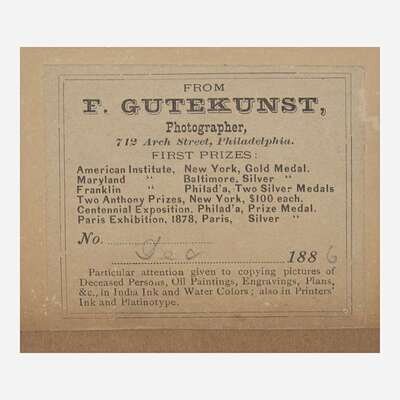 FROM
F. GUTEKUNST,
Photographer,
712 Arch Street, Philadelphia.
FIRST PRIZES:
American Institute, New York, Gold Medal.
Maryland " Baltimore, Silver "
Franklin " Philad'a, Two Silver Medals
Two Anthony Prizes, New York, $100 each.
Centennial Exposition, Philad'a, Prize Medal.
Paris Exhibition, 1878, Paris, Silver "
No.
Dec 1886
Particular attention given to copying pictures of
Deceased Persons, Oil Paintings, Engravings, Plans,
&c., in India Ink and Water Colors; also in Printers'
Ink and Platinotype.